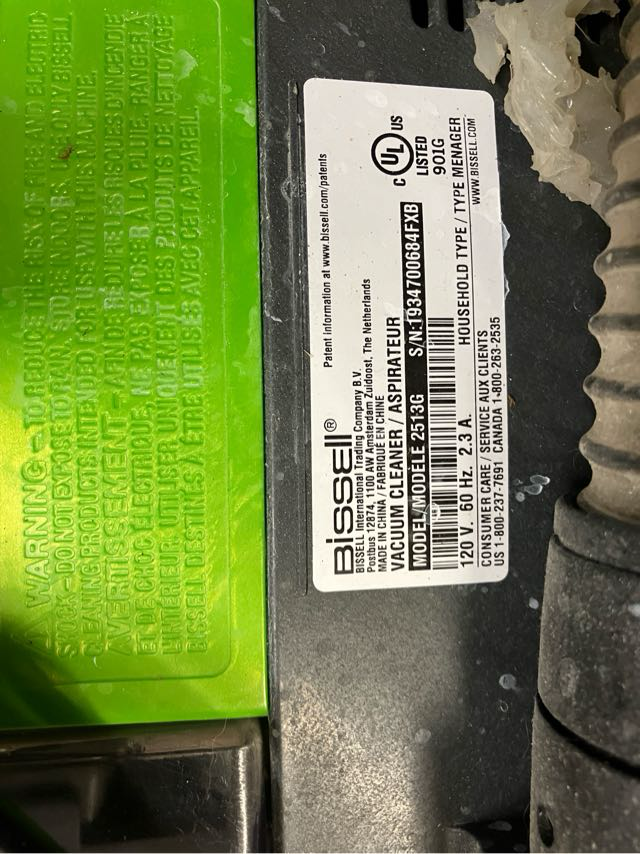 WARNING – TO REDUCE THE RISK OF FIRE AND ELECTRIC
SHOCK – DO NOT EXPOSE TO RAIN. STORE USE ONLY BISSELL
CLEANING PRODUCTS INTENDED FOR USE WITH THIS MACHINE.
AVERTISSEMENT – RÉDUIRE LES RISQUES D'INCENDIE
ET DE CHOC ÉLECTRIQUE, NE PAS EXPOSER À LA PLUIE. RANGER À
L'INTÉRIEUR. UTILISER UNIQUEMENT DES PRODUITS DE NETTOYAGE
BISSELL DESTINÉS À ÊTRE UTILISÉS AVEC CET APPAREIL.
Bissell®
Patent information at www.bissell.com/patents
BISSELL International Trading Company B.V.
Postbus 12874, 1100 AW Amsterdam Zuidoost, The Netherlands
MADE IN CHINA / FABRIQUÉ EN CHINE
VACUUM CLEANER / ASPIRATEUR
C UL US
LISTED
901G
MODEL/MODELE 2513G S/N:1934700684FXB
120 V. 60 Hz. 2.3 A. HOUSEHOLD TYPE / TYPE MENAGER
CONSUMER CARE / SERVICE AUX CLIENTS WWW.BISSELL.COM
US 1-800-237-7691 CANADA 1-800-263-2535